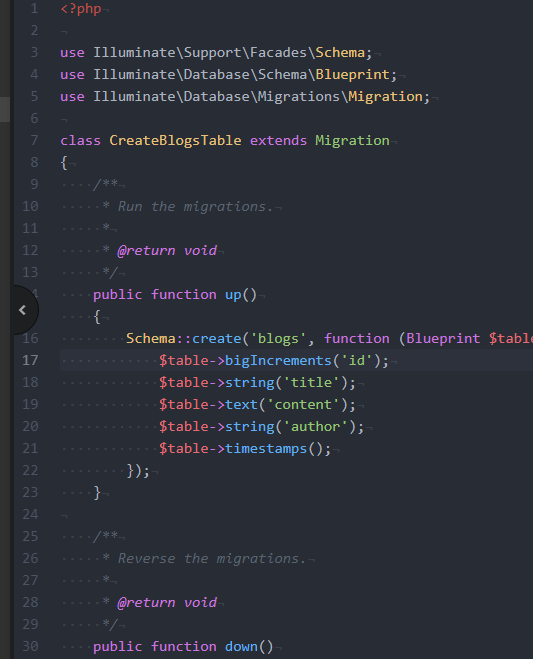 1 <?php
2
3 use Illuminate\Support\Facades\Schema;
4 use Illuminate\Database\Schema\Blueprint;
5 use Illuminate\Database\Migrations\Migration;
6
7 class CreateBlogsTable extends Migration
8 {
9 /**
10 * Run the migrations.
11 *
12 * @return void
13 */
public function up()
{
16 Schema::create('blogs', function (Blueprint $table
17 $table->bigIncrements('id');
18 $table->string('title');
19 $table->text('content');
20 $table->string('author');
21 $table->timestamps();
22 });
23 }
24
25 /**
26 * Reverse the migrations.
27 *
28 * @return void
29 */
30 public function down()